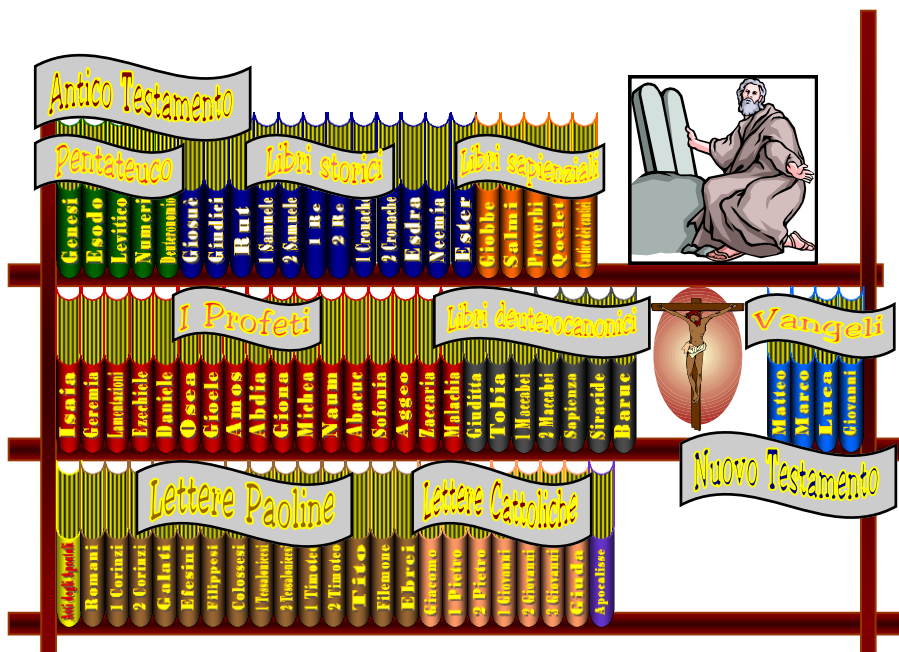 Antico Testamento
Pentateuco
Libri storici
Libri sapienziali
Genesi
Esodo
Levitico
Numeri
Deuteronomio
Giosuè
Giudici
Rut
1 Samuele
2 Samuele
1 Re
2 Re
1 Cronache
2 Cronache
Esdra
Neemia
Ester
Giobbe
Salmi
Proverbi
Qoelet
Cantico dei cantici
I Profeti
Libri deuterocanonici
Vangeli
Isaia
Geremia
Lamentazioni
Ezechiele
Daniele
Osea
Gioele
Amos
Abdia
Giona
Michea
Naum
Abacuc
Sofonia
Aggeo
Zaccaria
Malachia
Giuditta
Tobia
1 Maccabei
2 Maccabei
Sapienza
Siracide
Baruc
Matteo
Marco
Luca
Giovanni
Nuovo Testamento
Lettere Paoline
Lettere Cattoliche
Atti degli Apostoli
Romani
1 Corinzi
2 Corinzi
Galati
Efesini
Filippesi
Colossesi
1 Tessalonicesi
2 Tessalonicesi
1 Timoteo
2 Timoteo
Tito
Filemone
Ebrei
Giacomo
1 Pietro
2 Pietro
1 Giovanni
2 Giovanni
3 Giovanni
Giuda
Apocalisse